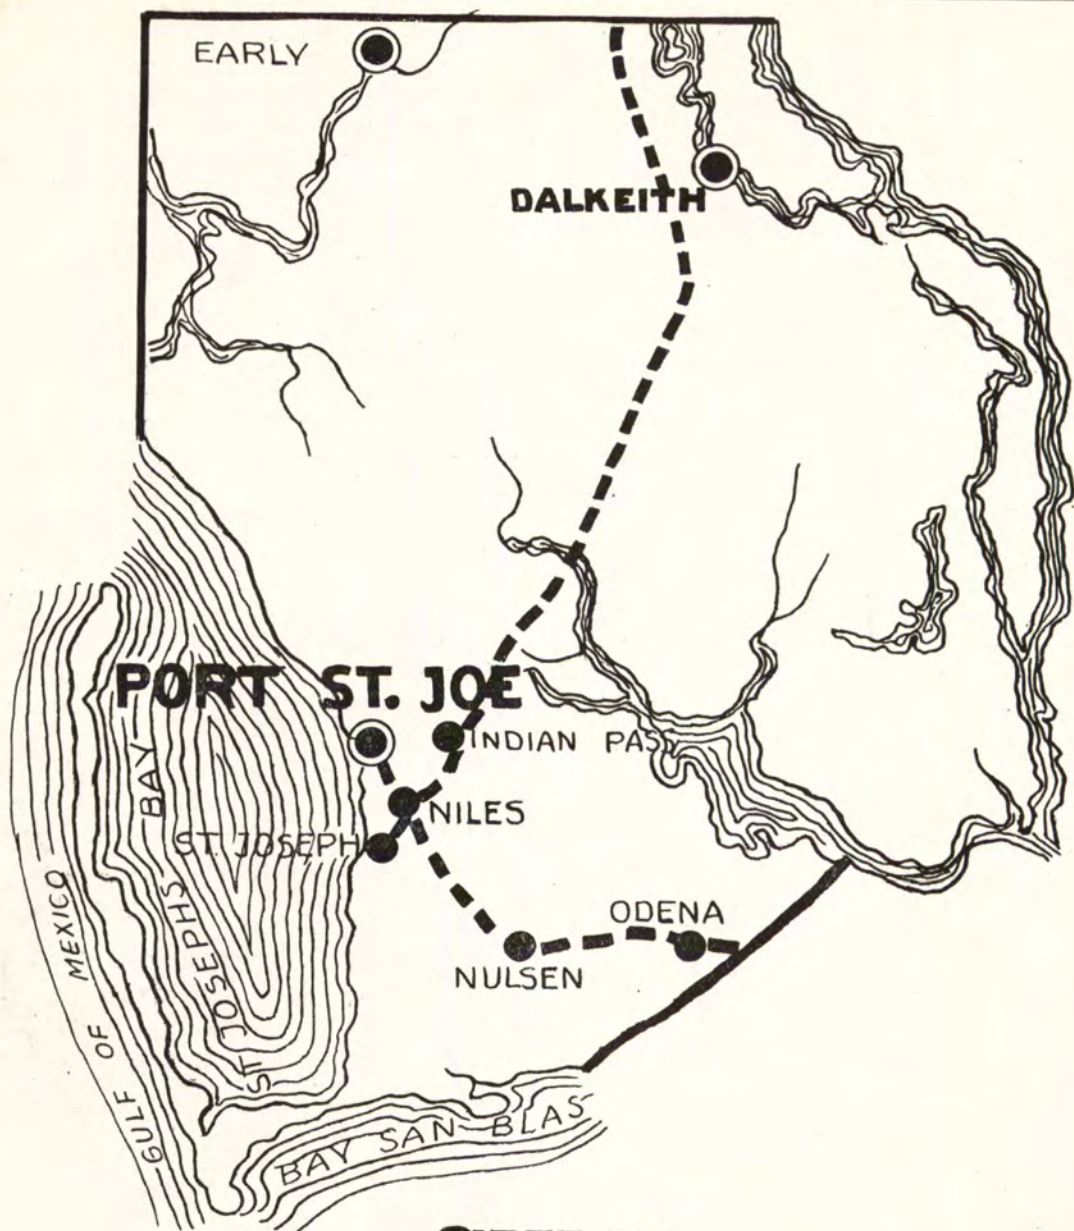 EARLY
DALKEITH
PORT ST. JOE
INDIAN PASS
NILES
ST. JOSEPH
ODENA
NULSEN
ST JOSEPHS BAY
GULF OF MEXICO
BAY SAN BLAS